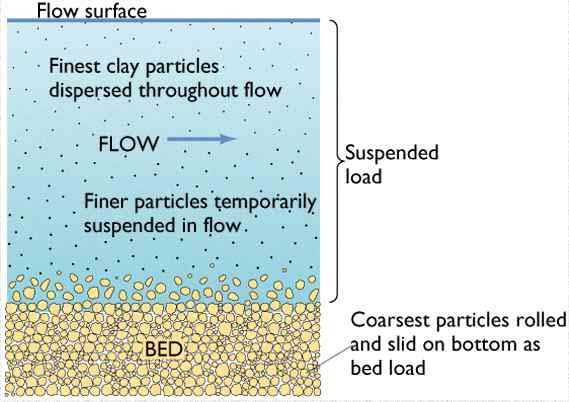 Flow surface
Finest clay particles
dispersed throughout flow
FLOW
Suspended
load
Finer particles temporarily
suspended in flow
Coarsest particles rolled
and slid on bottom as
bed load
BED